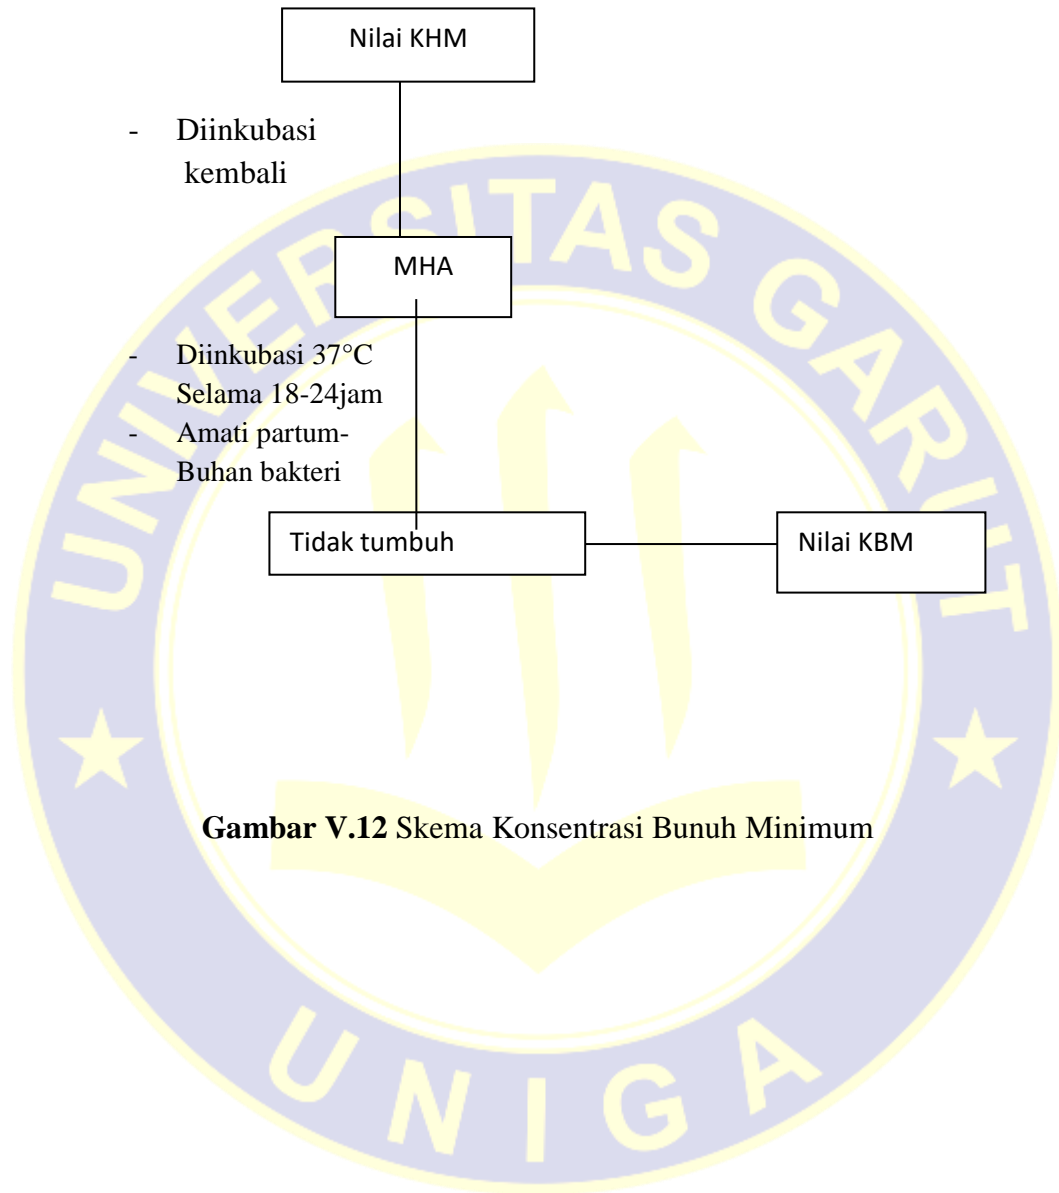 Nilai KHM
- Diinkubasi
kembali
MHA
- Diinkubasi 37°C
Selama 18-24jam
- Amati partum-
Buhan bakteri
Tidak tumbuh
Nilai KBM
Gambar V.12 Skema Konsentrasi Bunuh Minimum
UNIVERSITAS GARUT
UNIGA